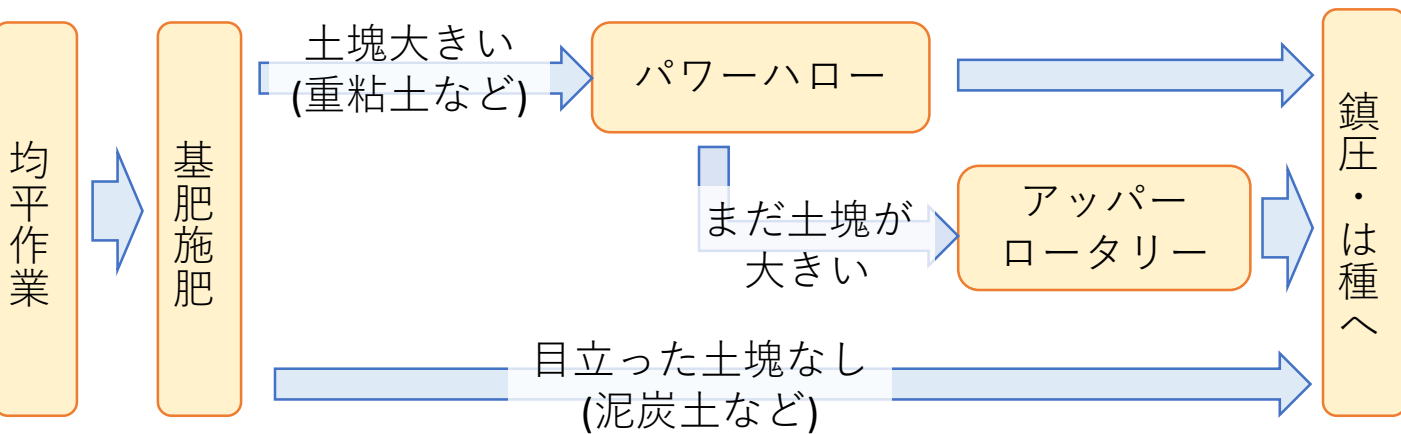 均平作業
基肥施肥
土塊大きい
(重粘土など)
パワーハロー
まだ土塊が
大きい
アッパー
ロータリー
目立った土塊なし
(泥炭土など)
鎮圧・は種へ